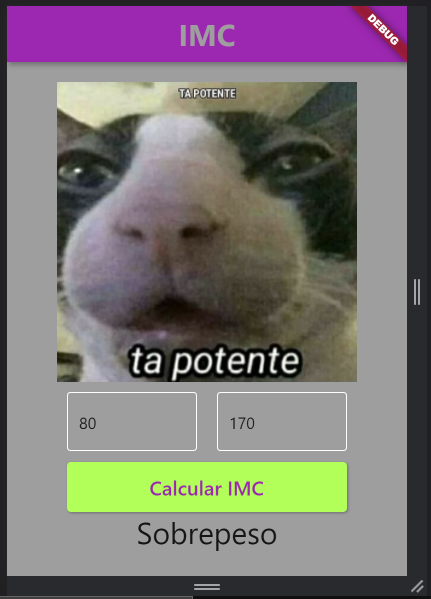 IMC
DEBUG
TA POTENTE
ta potente
80
170
Calcular IMC
Sobrepeso